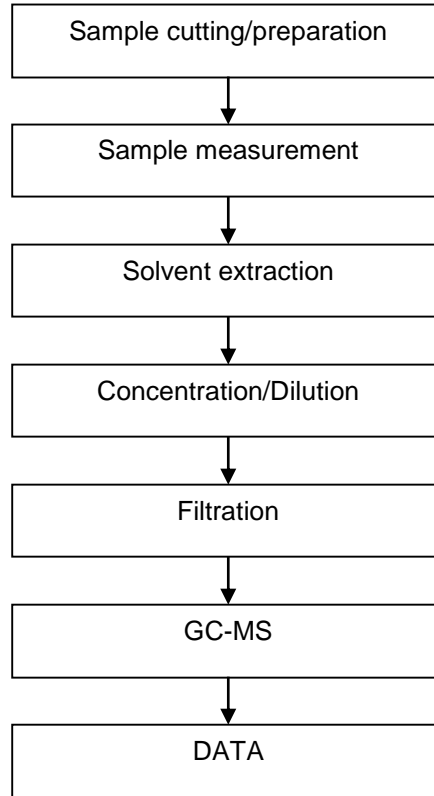 Sample cutting/preparation
Sample measurement
Solvent extraction
Concentration/Dilution
Filtration
GC-MS
DATA